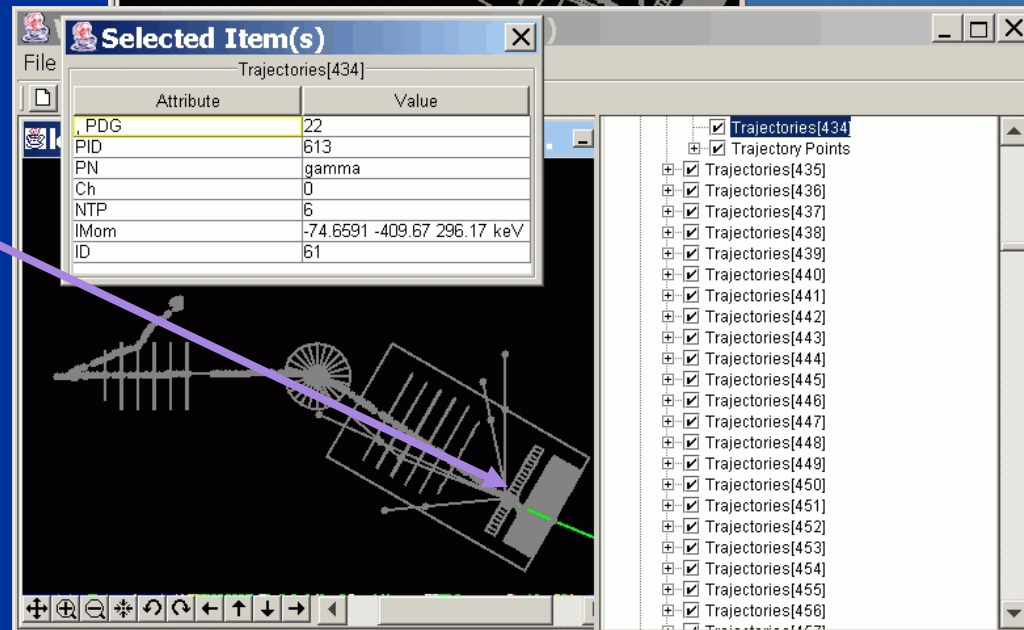 Selected Item(s)
File
Trajectories[434]
Attribute Value
, PDG 22
PID 613
PN gamma
Ch 0
NTP 6
IMom -74.6591 -409.67 296.17 keV
ID 61
Trajectories[434]
Trajectory Points
Trajectories[435]
Trajectories[436]
Trajectories[437]
Trajectories[438]
Trajectories[439]
Trajectories[440]
Trajectories[441]
Trajectories[442]
Trajectories[443]
Trajectories[444]
Trajectories[445]
Trajectories[446]
Trajectories[447]
Trajectories[448]
Trajectories[449]
Trajectories[450]
Trajectories[451]
Trajectories[452]
Trajectories[453]
Trajectories[454]
Trajectories[455]
Trajectories[456]